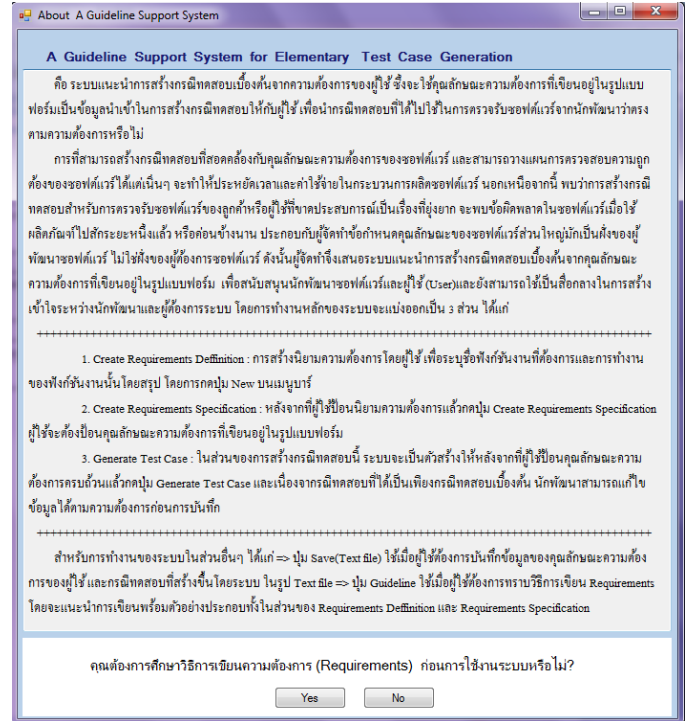 About A Guideline Support System
A Guideline Support System for Elementary Test Case Generation
คือ ระบบแนะนำการสร้างกรณีทดสอบเบื้องต้นจากความต้องการของผู้ใช้ ซึ่งจะใช้คุณลักษณะความต้องการที่เขียนอยู่ในรูปแบบ
ฟอร์มเป็นข้อมูลนำเข้าในการสร้างกรณีทดสอบให้กับผู้ใช้ เพื่อนำกรณีทดสอบที่ได้ไปใช้ในการตรวจรับซอฟต์แวร์จากนักพัฒนาว่าตรง
ตามความต้องการหรือไม่
การที่สามารถสร้างกรณีทดสอบที่สอดคล้องกับคุณลักษณะความต้องการของซอฟต์แวร์ และสามารถวางแผนการตรวจสอบความถูก
ต้องของซอฟต์แวร์ได้แต่เนิ่นๆ จะทำให้ประหยัดเวลาและค่าใช้จ่ายในกระบวนการผลิตซอฟต์แวร์ นอกเหนือจากนี้ พบว่าการสร้างกรณี
ทดสอบสำหรับการตรวจรับซอฟต์แวร์ของลูกค้าหรือผู้ใช้ที่ขาดประสบการณ์เป็นเรื่องที่ยุ่งยาก จะพบข้อผิดพลาดในซอฟต์แวร์เมื่อใช้
ผลิตภัณฑ์ไปสักระยะหนึ่งแล้ว หรือค่อนข้างนาน ประกอบกับผู้จัดทำข้อกำหนดคุณลักษณะของซอฟต์แวร์ส่วนใหญ่มักเป็นฝั่งของผู้
พัฒนาซอฟต์แวร์ ไม่ใช่ฝั่งของผู้ต้องการซอฟต์แวร์ ดังนั้นผู้จัดทำจึงเสนอระบบแนะนำการสร้างกรณีทดสอบเบื้องต้นจากคุณลักษณะ
ความต้องการที่เขียนอยู่ในรูปแบบฟอร์ม เพื่อสนับสนุนนักพัฒนาซอฟต์แวร์และผู้ใช้ (User)และยังสามารถใช้เป็นสื่อกลางในการสร้าง
เข้าใจระหว่างนักพัฒนาและผู้ต้องการระบบ โดยการทำงานหลักของระบบจะแบ่งออกเป็น 3 ส่วน ได้แก่
++++++++++++++++++++++++++++++++++++++++++++++++++++++++++++++++++++++++++++++++++++
1. Create Requirements Deffinition : การสร้างนิยามความต้องการโดยผู้ใช้ เพื่อระบุชื่อฟังก์ชันงานที่ต้องการและการทำงาน
ของฟังก์ชันงานนั้นโดยสรุป โดยการกดปุ่ม New บนเมนูบาร์
2. Create Requirements Specification : หลังจากที่ผู้ใช้ป้อนนิยามความต้องการแล้วกดปุ่ม Create Requirements Specification
ผู้ใช้จะต้องป้อนคุณลักษณะความต้องการที่เขียนอยู่ในรูปแบบฟอร์ม
3. Generate Test Case : ในส่วนของการสร้างกรณีทดสอบนี้ ระบบจะเป็นตัวสร้างให้หลังจากที่ผู้ใช้ป้อนคุณลักษณะความ
ต้องการครบถ้วนแล้วกดปุ่ม Generate Test Case และเนื่องจากกรณีทดสอบที่ได้เป็นเพียงกรณีทดสอบเบื้องต้น นักพัฒนาสามารถแก้ไข
ข้อมูลได้ตามความต้องการก่อนการบันทึก
++++++++++++++++++++++++++++++++++++++++++++++++++++++++++++++++++++++++++++++++++++
สำหรับการทำงานของระบบในส่วนอื่นๆ ได้แก่ => ปุ่ม Save(Text file) ใช้เมื่อผู้ใช้ต้องการบันทึกข้อมูลของคุณลักษณะความต้อง
การของผู้ใช้ และกรณีทดสอบที่สร้างขึ้นโดยระบบ ในรูป Text file => ปุ่ม Guideline ใช้เมื่อผู้ใช้ต้องการทราบวิธีการเขียน Requirements
โดยจะแนะนำการเขียนพร้อมตัวอย่างประกอบทั้งในส่วนของ Requirements Deffinition และ Requirements Specification
คุณต้องการศึกษาวิธีการเขียนความต้องการ (Requirements) ก่อนการใช้งานระบบหรือไม่?
Yes No